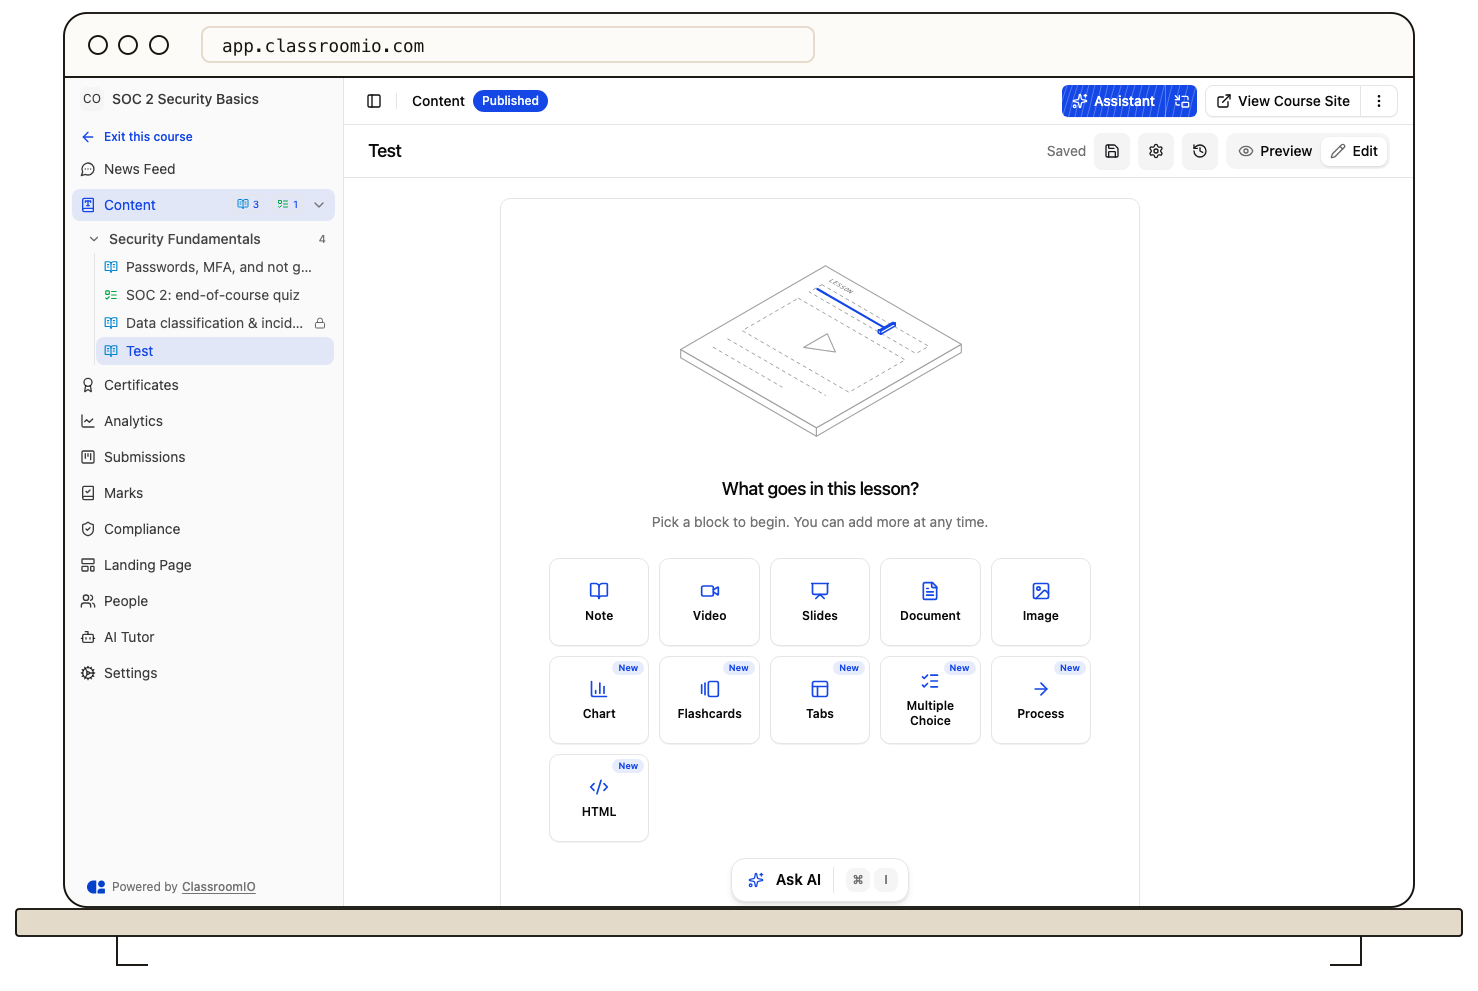 app.classroomio.com
CO SOC 2 Security Basics
Exit this course
News Feed
Content 3 1
Security Fundamentals 4
Passwords, MFA, and not g...
SOC 2: end-of-course quiz
Data classification & incid...
Test
Certificates
Analytics
Submissions
Marks
Compliance
Landing Page
People
AI Tutor
Settings
Powered by ClassroomIO
Content Published
Assistant
View Course Site
Test
Saved
Preview
Edit
LESSON
What goes in this lesson?
Pick a block to begin. You can add more at any time.
Note
Video
Slides
Document
Image
New
Chart
New
Flashcards
New
Tabs
New
Multiple
Choice
New
Process
New
HTML
Ask AI ⌘ I